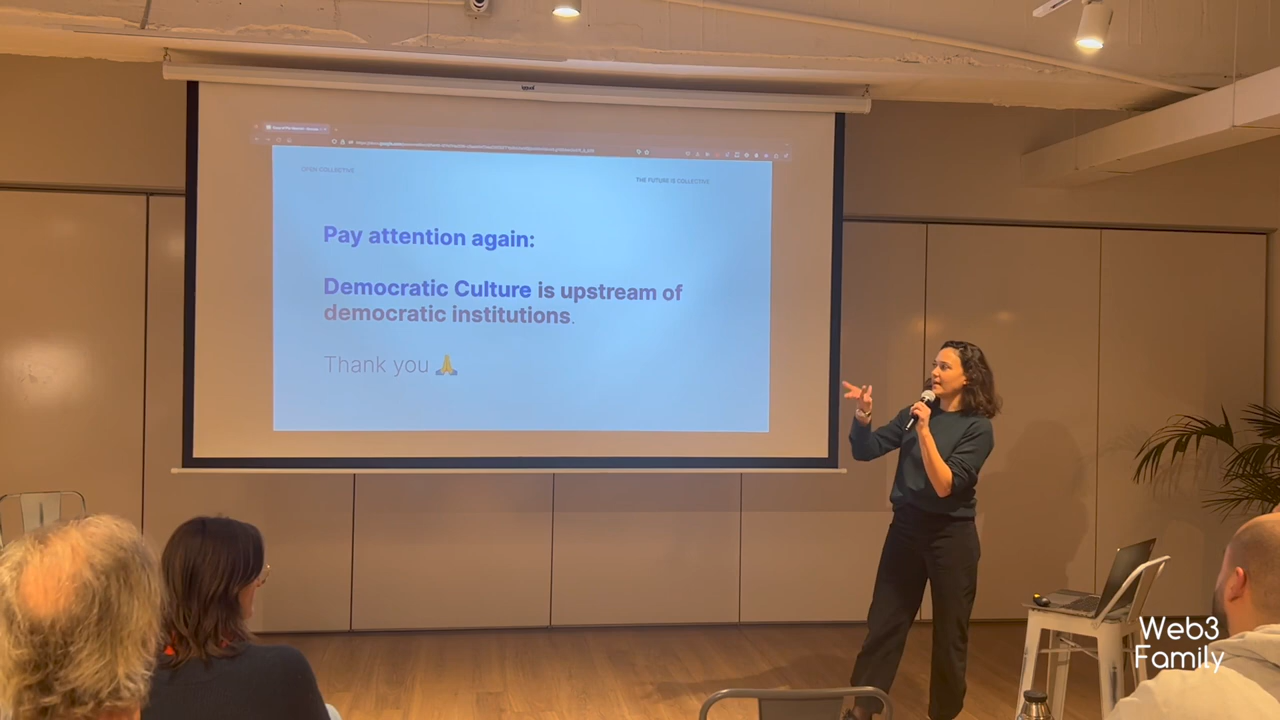 OPEN COLLECTIVE
THE FUTURE IS COLLECTIVE
Pay attention again:
Democratic Culture is upstream of
democratic institutions.
Thank you 🙏
Web3
Family